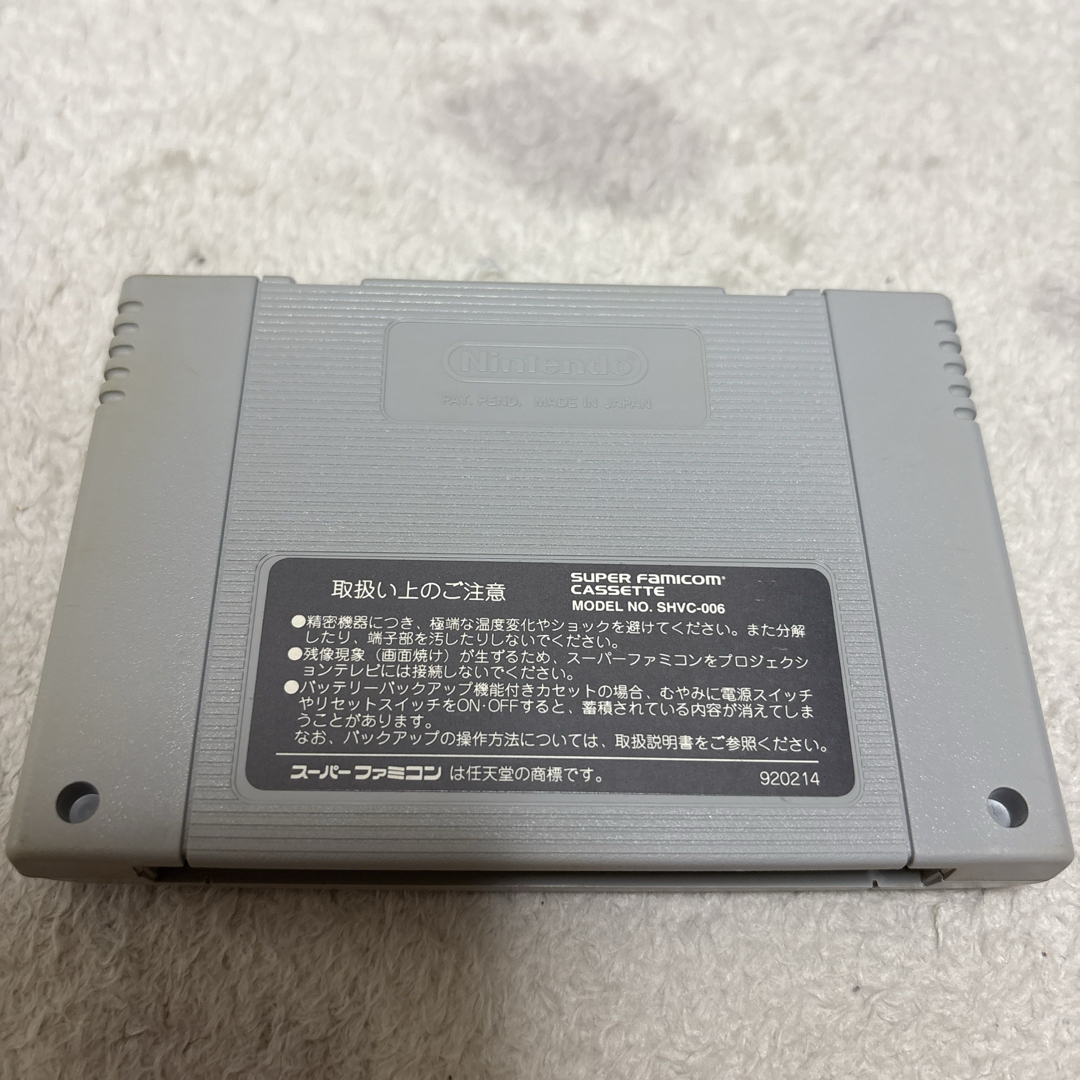 Nintendo
PAT. PEND. MADE IN JAPAN
取扱い上のご注意
SUPER FAMICOM
CASSETTE
MODEL NO. SHVC-006
●精密機器につき、極端な温度変化やショックを避けてください。また分解
したり、端子部を汚したりしないでください。
●残像現象（画面焼け）が生ずるため、スーパーファミコンをプロジェクシ
ョンテレビには接続しないでください。
●バッテリーバックアップ機能付きカセットの場合、むやみに電源スイッチ
やリセットスイッチをON・OFFすると、蓄積されている内容が消えてしま
うことがあります。
なお、バックアップの操作方法については、取扱説明書をご参照ください。
スーパーファミコン は任天堂の商標です。
920214